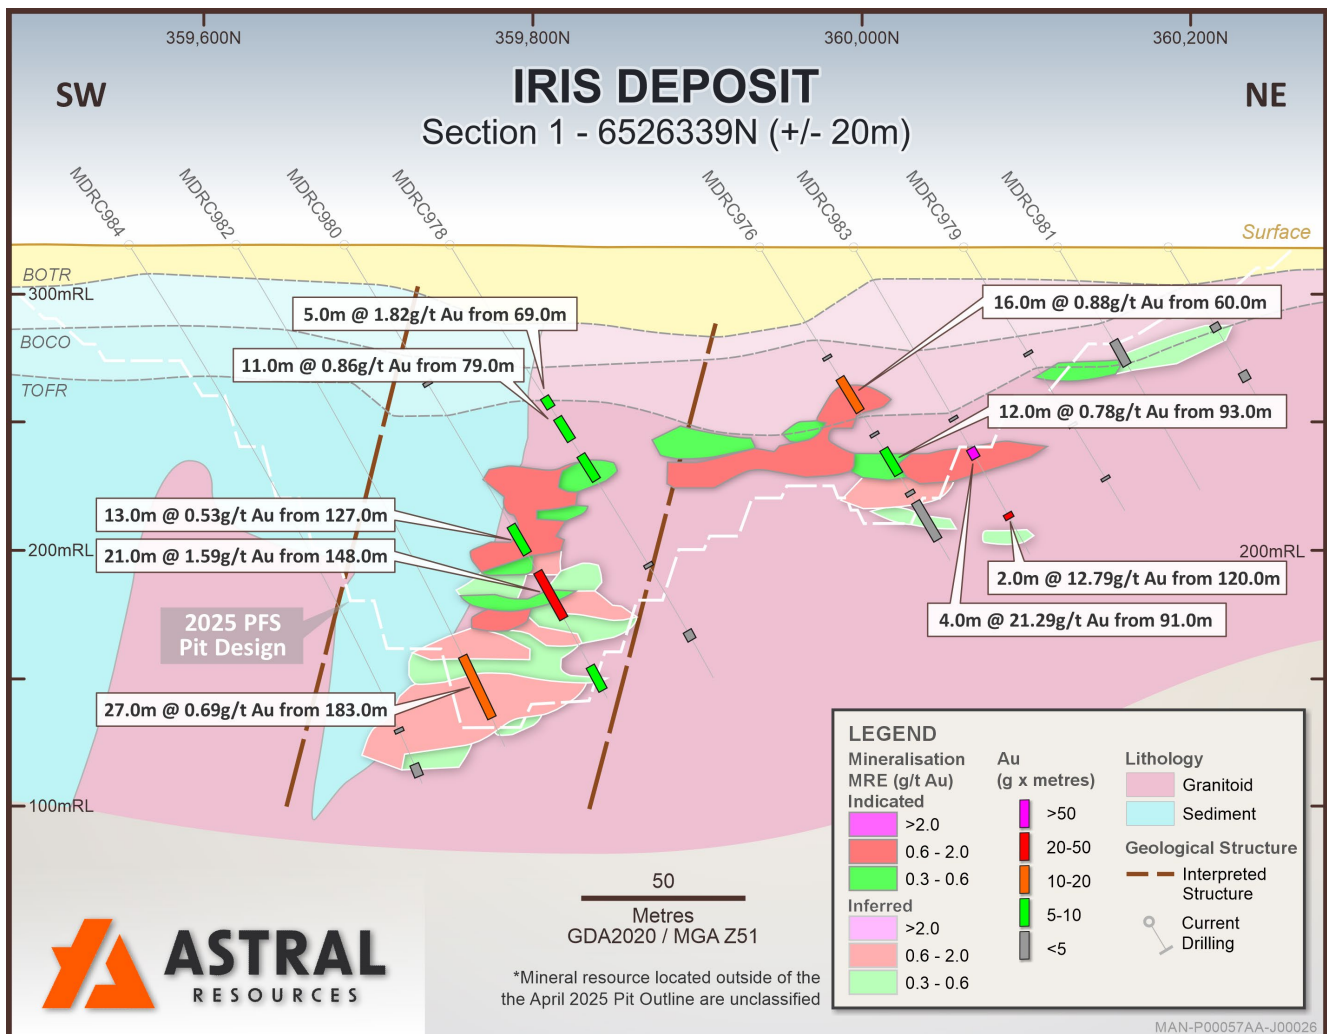 359,600N
359,800N
360,000N
360,200N
SW
IRIS DEPOSIT
NE
Section 1 - 6526339N (+/- 20m)
MDRC984
MDRC982
MDRC980
MDRC978
MDRC976
MDRC983
MDRC979
MDRC981
Surface
BOTR
300mRL
BOCO
TOFR
5.0m @ 1.82g/t Au from 69.0m
11.0m @ 0.86g/t Au from 79.0m
16.0m @ 0.88g/t Au from 60.0m
12.0m @ 0.78g/t Au from 93.0m
13.0m @ 0.53g/t Au from 127.0m
21.0m @ 1.59g/t Au from 148.0m
200mRL
200mRL
2.0m @ 12.79g/t Au from 120.0m
4.0m @ 21.29g/t Au from 91.0m
2025 PFS
Pit Design
27.0m @ 0.69g/t Au from 183.0m
100mRL
LEGEND
Mineralisation
MRE (g/t Au)
Indicated
>2.0
0.6 - 2.0
0.3 - 0.6
Inferred
>2.0
0.6 - 2.0
0.3 - 0.6
Au
(g x metres)
>50
20-50
10-20
5-10
<5
Lithology
Granitoid
Sediment
Geological Structure
Interpreted
Structure
Current
Drilling
50
Metres
GDA2020 / MGA Z51
*Mineral resource located outside of the
the April 2025 Pit Outline are unclassified
ASTRAL
RESOURCES
MAN-P00057AA-J00026